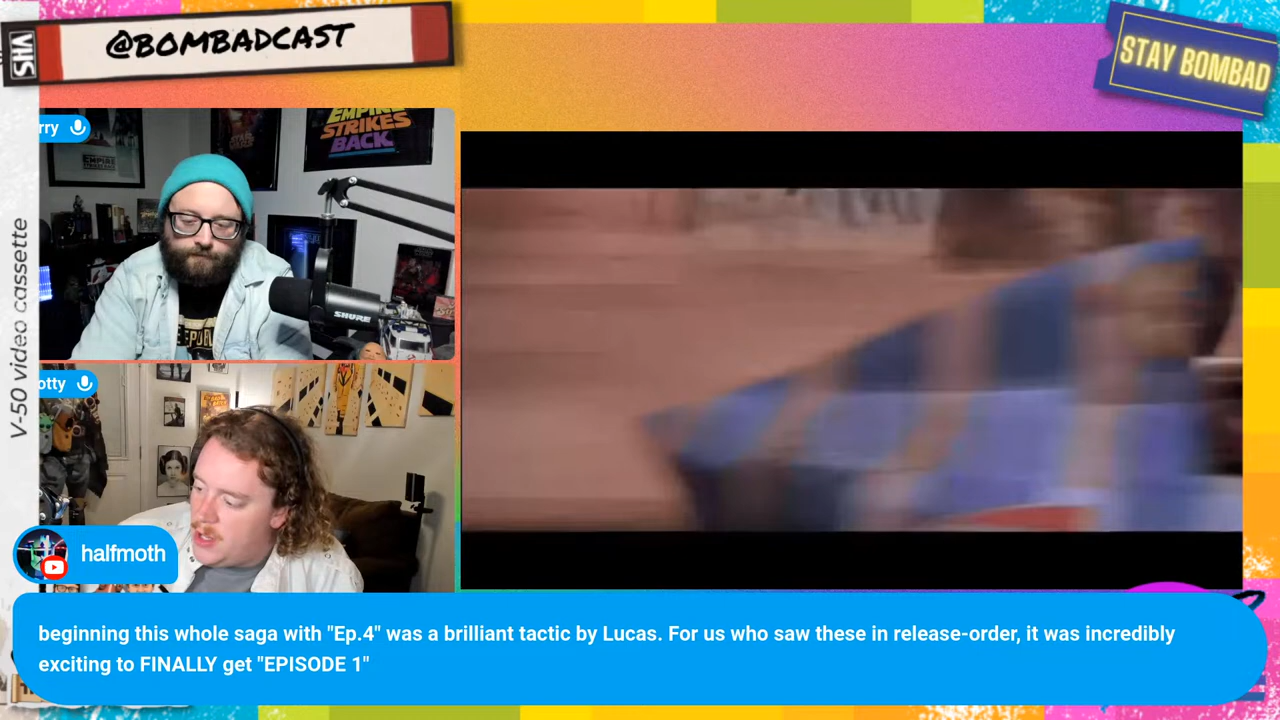 VHS
@BOMBADCAST
STAY BOMBAD
V-50 video cassette
rry
EMPIRE
STRIKES
BACK
SHURE
otty
halfmoth
beginning this whole saga with "Ep.4" was a brilliant tactic by Lucas. For us who saw these in release-order, it was incredibly
exciting to FINALLY get "EPISODE 1"